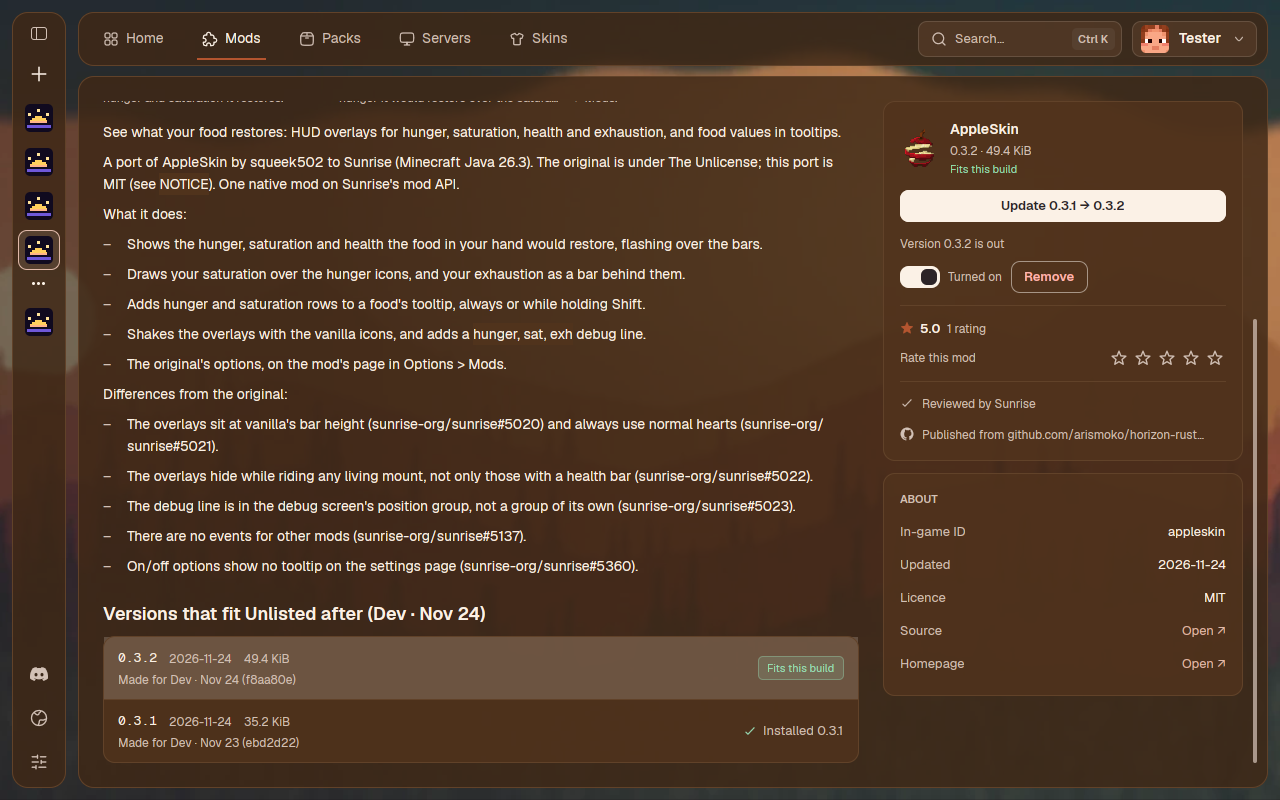 Home
Mods
Packs
Servers
Skins
Search...
Ctrl K
Tester
hunger and saturation it restores.
See what your food restores: HUD overlays for hunger, saturation, health and exhaustion, and food values in tooltips.
A port of AppleSkin by squeek502 to Sunrise (Minecraft Java 26.3). The original is under The Unlicense; this port is
MIT (see NOTICE). One native mod on Sunrise's mod API.
What it does:
– Shows the hunger, saturation and health the food in your hand would restore, flashing over the bars.
– Draws your saturation over the hunger icons, and your exhaustion as a bar behind them.
– Adds hunger and saturation rows to a food's tooltip, always or while holding Shift.
– Shakes the overlays with the vanilla icons, and adds a hunger, sat, exh debug line.
– The original's options, on the mod's page in Options > Mods.
Differences from the original:
– The overlays sit at vanilla's bar height (sunrise-org/sunrise#5020) and always use normal hearts (sunrise-org/
sunrise#5021).
– The overlays hide while riding any living mount, not only those with a health bar (sunrise-org/sunrise#5022).
– The debug line is in the debug screen's position group, not a group of its own (sunrise-org/sunrise#5023).
– There are no events for other mods (sunrise-org/sunrise#5137).
– On/off options show no tooltip on the settings page (sunrise-org/sunrise#5360).
Versions that fit Unlisted after (Dev · Nov 24)
0.3.2 2026-11-24 49.4 KiB
Made for Dev · Nov 24 (f8aa80e)
Fits this build
0.3.1 2026-11-24 35.2 KiB
Made for Dev · Nov 23 (ebd2d22)
Installed 0.3.1
AppleSkin
0.3.2 · 49.4 KiB
Fits this build
Update 0.3.1 → 0.3.2
Version 0.3.2 is out
Turned on
Remove
5.0 1 rating
Rate this mod
Reviewed by Sunrise
Published from github.com/arismoko/horizon-rust...
ABOUT
In-game ID appleskin
Updated 2026-11-24
Licence MIT
Source Open ↗
Homepage Open ↗